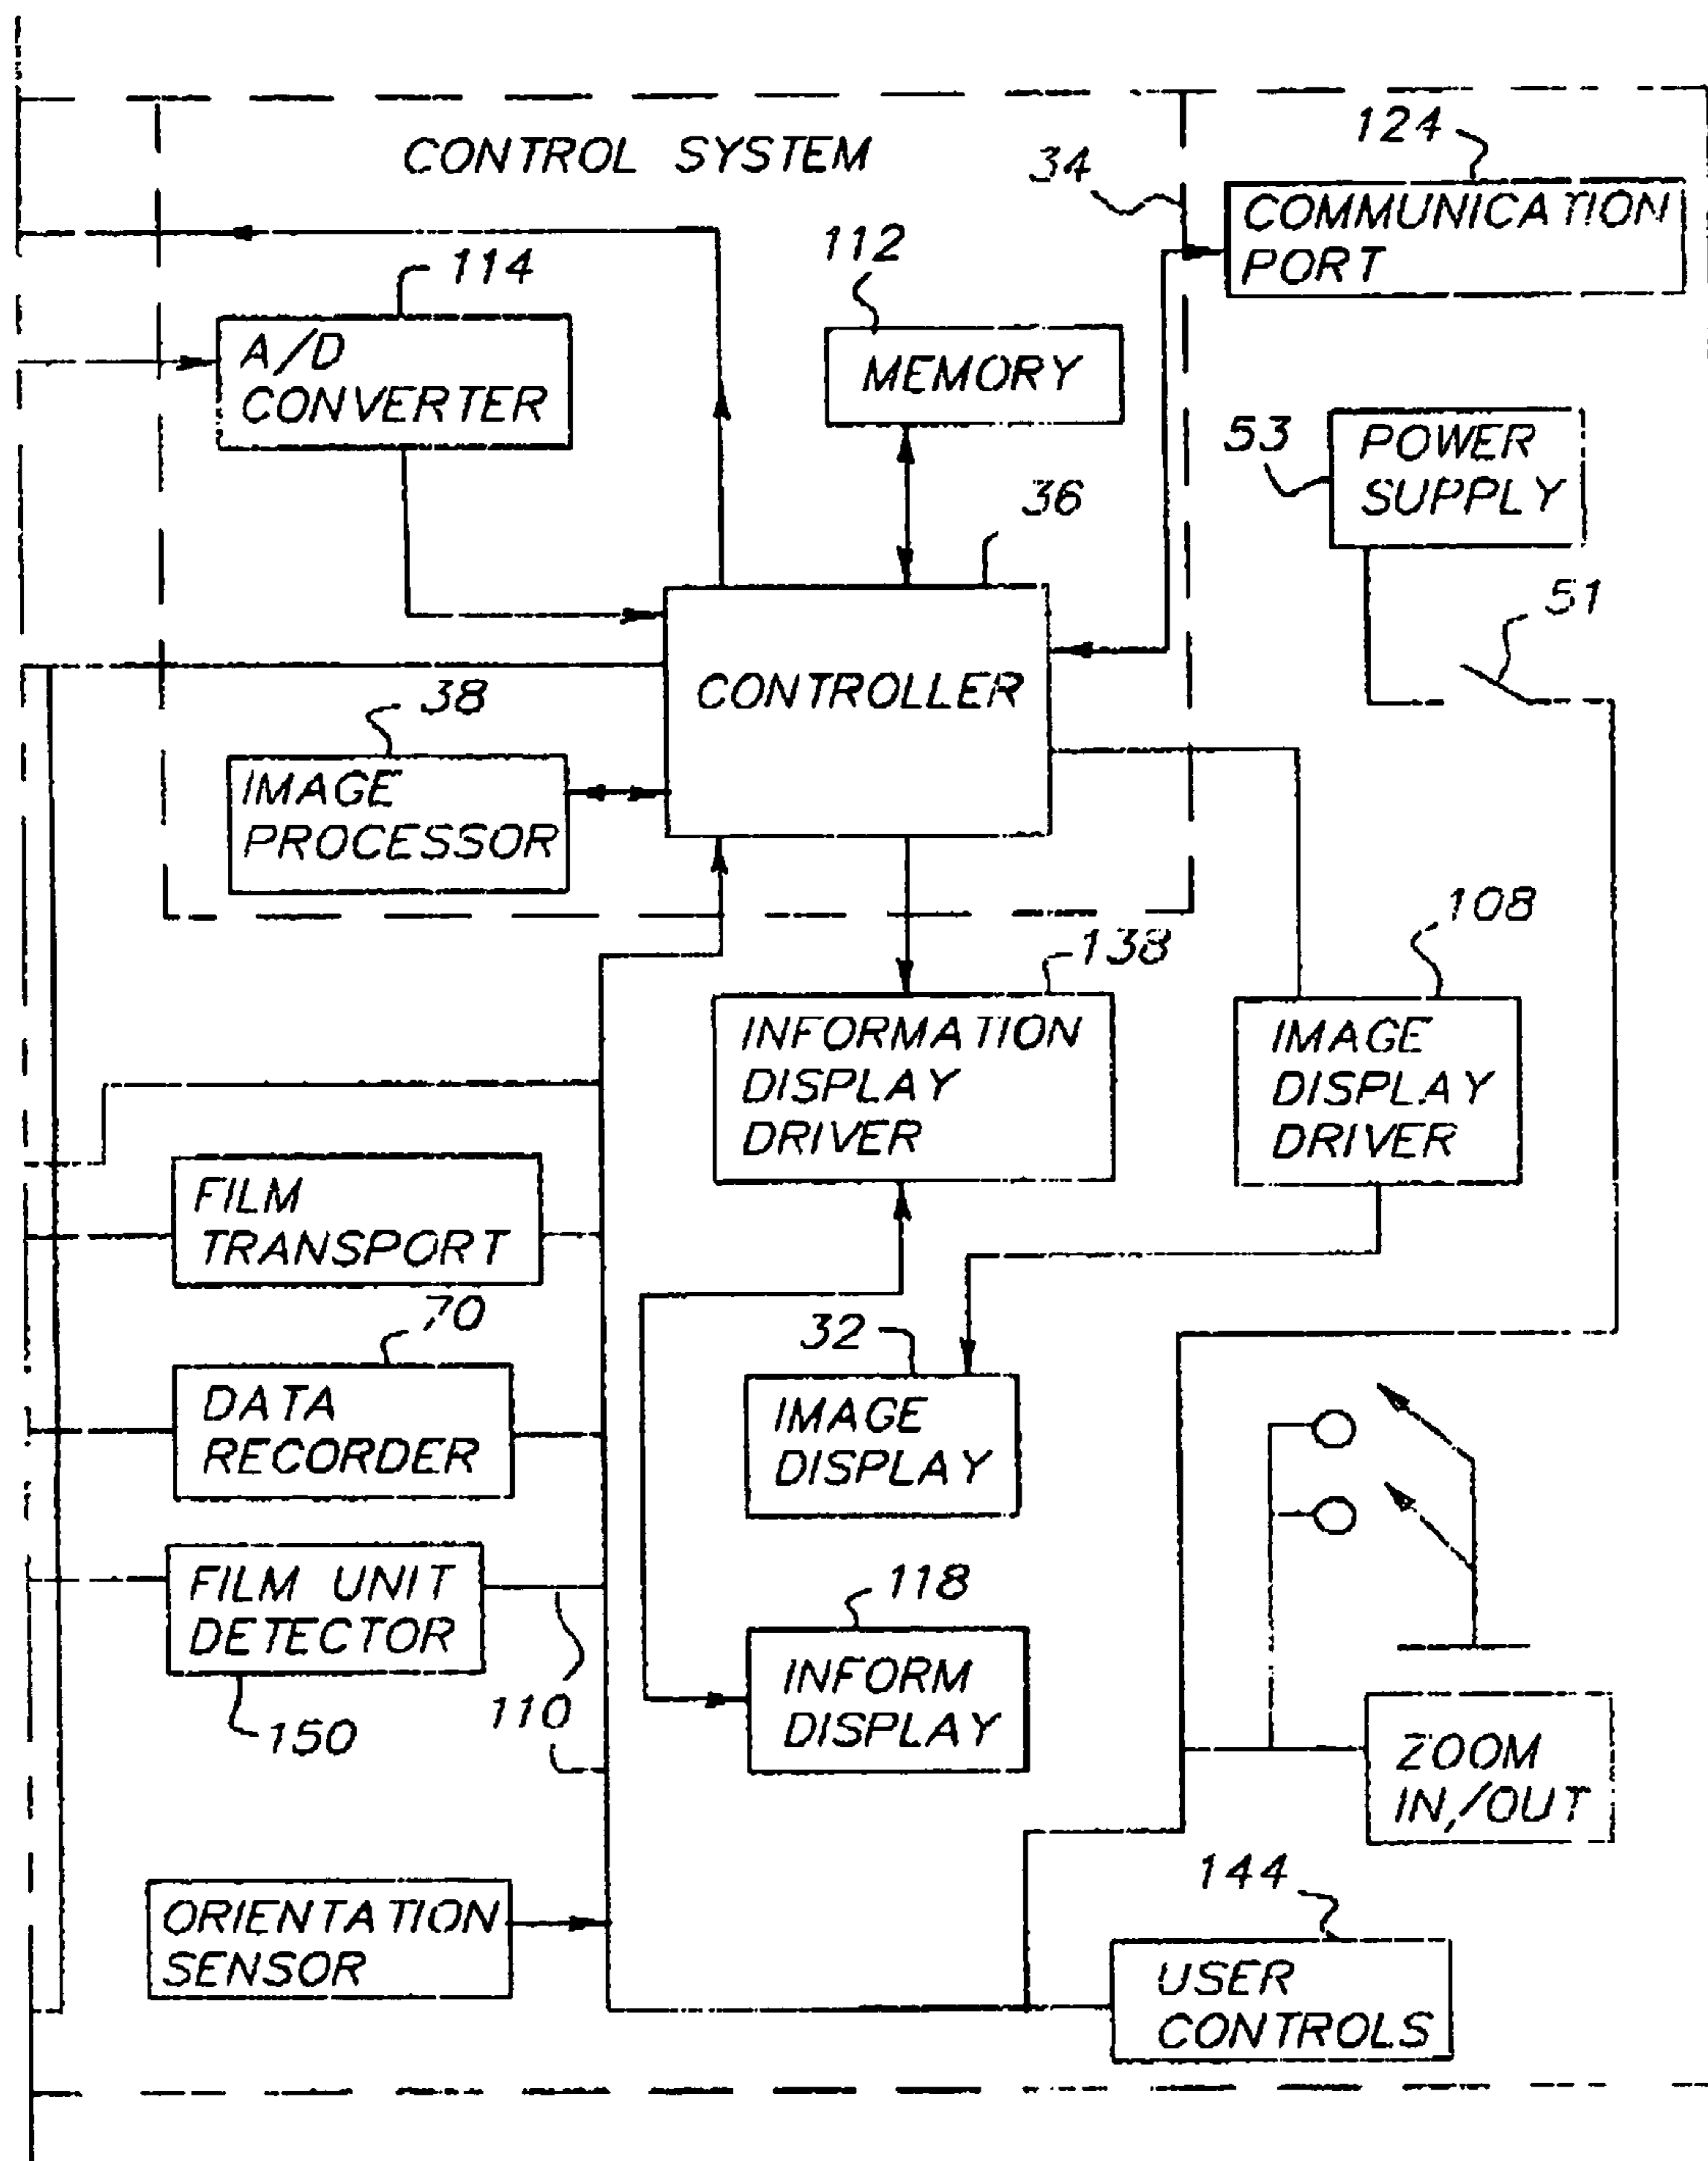 CONTROL SYSTEM
124
34
COMMUNICATION
PORT
114
112
A/D
CONVERTER
MEMORY
53
POWER
SUPPLY
36
51
CONTROLLER
38
IMAGE
PROCESSOR
108
138
INFORMATION
DISPLAY
DRIVER
IMAGE
DISPLAY
DRIVER
FILM
TRANSPORT
70
32
DATA
RECORDER
IMAGE
DISPLAY
FILM UNIT
DETECTOR
118
150
110
INFORM
DISPLAY
ZOOM
IN,/OUT
144
ORIENTATION
SENSOR
USER
CONTROLS